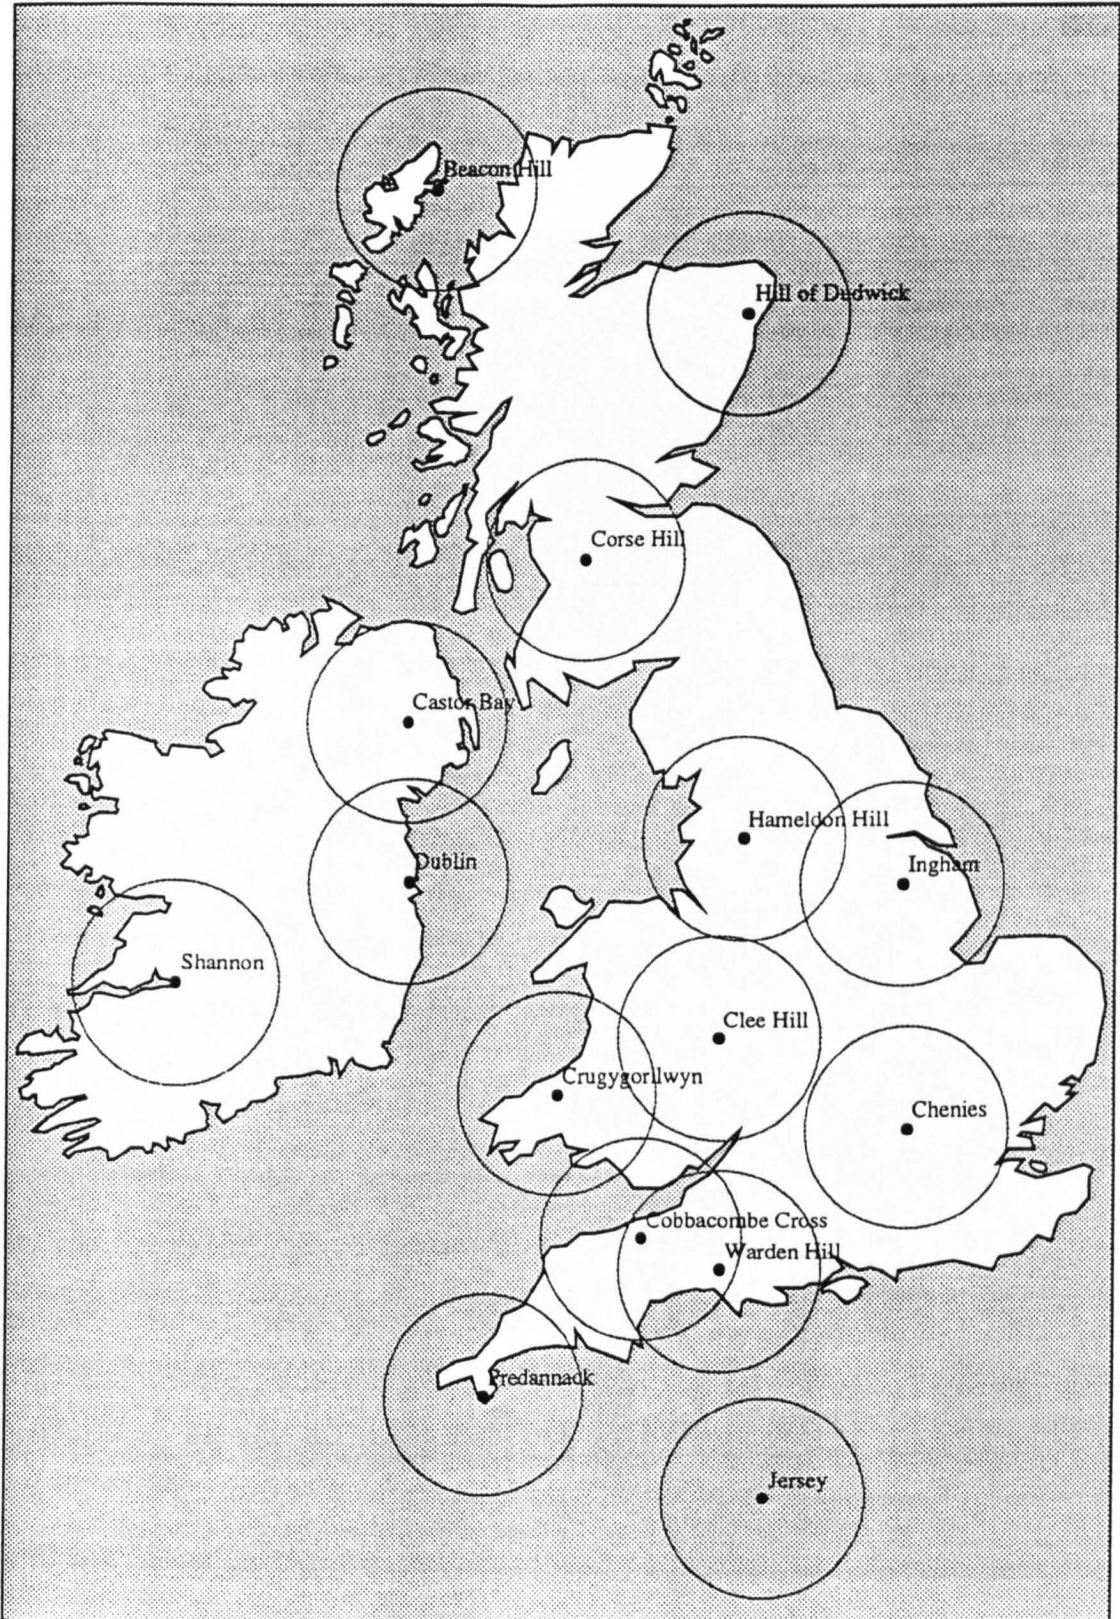 Beacon Hill
Hill of Dudwick
Corse Hill
Castor Bay
Hameldon Hill
Dublin
Ingham
Shannon
Clee Hill
Crugygorllwyn
Chenies
Cobbacombe Cross
Warden Hill
Predannack
Jersey